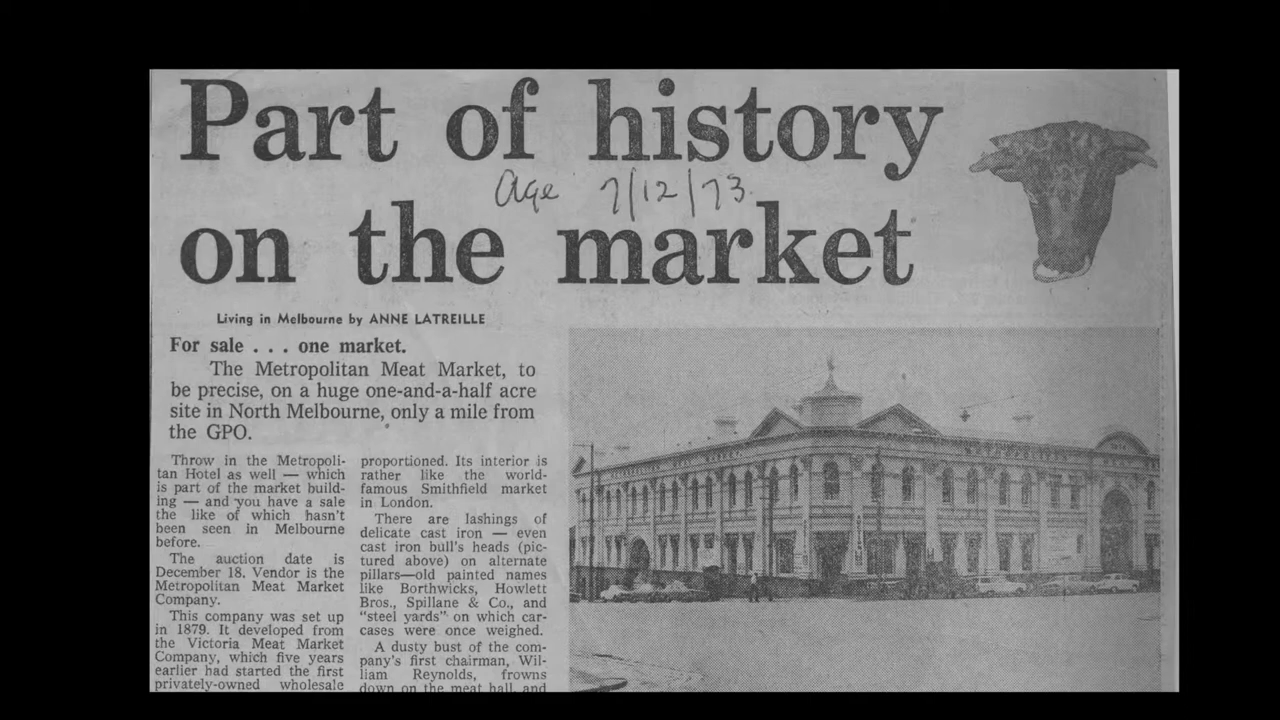 Part of history
Age 7/12/73
on the market
Living in Melbourne by ANNE LATREILLE
For sale . . . one market.
The Metropolitan Meat Market, to
be precise, on a huge one-and-a-half acre
site in North Melbourne, only a mile from
the GPO.
Throw in the Metropoli-
tan Hotel as well — which
is part of the market build-
ing — and you have a sale
the like of which hasn't
been seen in Melbourne
before.
The auction date is
December 18. Vendor is the
Metropolitan Meat Market
Company.
This company was set up
in 1879. It developed from
the Victoria Meat Market
Company, which five years
earlier had started the first
privately-owned wholesale
proportioned. Its interior is
rather like the world-
famous Smithfield market
in London.
There are lashings of
delicate cast iron — even
cast iron bull's heads (pic-
tured above) on alternate
pillars—old painted names
like Borthwicks, Howlett
Bros., Spillane & Co., and
"steel yards" on which car-
cases were once weighed.
A dusty bust of the com-
pany's first chairman, Wil-
liam Reynolds, frowns
down on the meat hall, and